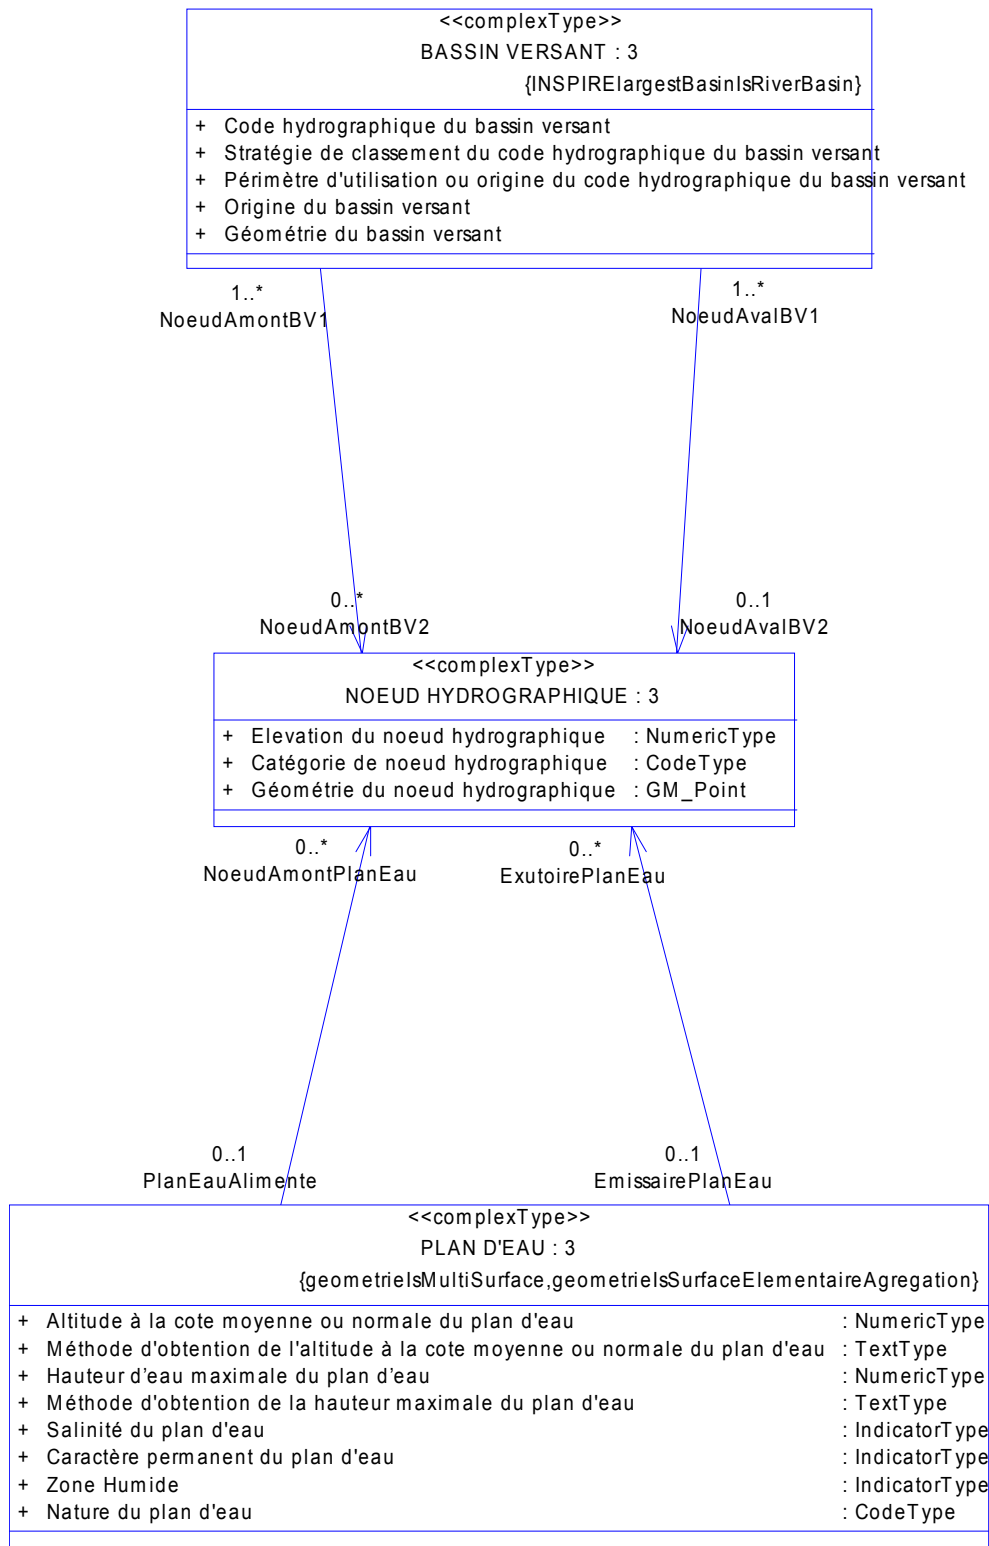 <<complexType>>
BASSIN VERSANT : 3
{INSPIRElargestBasinIsRiverBasin}
+ Code hydrographique du bassin versant
+ Stratégie de classement du code hydrographique du bassin versant
+ Périmètre d'utilisation ou origine du code hydrographique du bassin versant
+ Origine du bassin versant
+ Géométrie du bassin versant
1..* 1..*
NoeudAmontBV1 NoeudAvalBV1
0..* 0..1
NoeudAmontBV2 NoeudAvalBV2
<<complexType>>
NOEUD HYDROGRAPHIQUE : 3
+ Elevation du noeud hydrographique : NumericType
+ Catégorie de noeud hydrographique : CodeType
+ Géométrie du noeud hydrographique : GM_Point
0..* 0..*
NoeudAmontPlanEau ExutoirePlanEau
0..1 0..1
PlanEauAlimente EmissairePlanEau
<<complexType>>
PLAN D'EAU : 3
{geometrieIsMultiSurface,geometrieIsSurfaceElementaireAgregation}
+ Altitude à la cote moyenne ou normale du plan d'eau : NumericType
+ Méthode d'obtention de l'altitude à la cote moyenne ou normale du plan d'eau : TextType
+ Hauteur d’eau maximale du plan d’eau : NumericType
+ Méthode d'obtention de la hauteur maximale du plan d'eau : TextType
+ Salinité du plan d'eau : IndicatorType
+ Caractère permanent du plan d'eau : IndicatorType
+ Zone Humide : IndicatorType
+ Nature du plan d'eau : CodeType